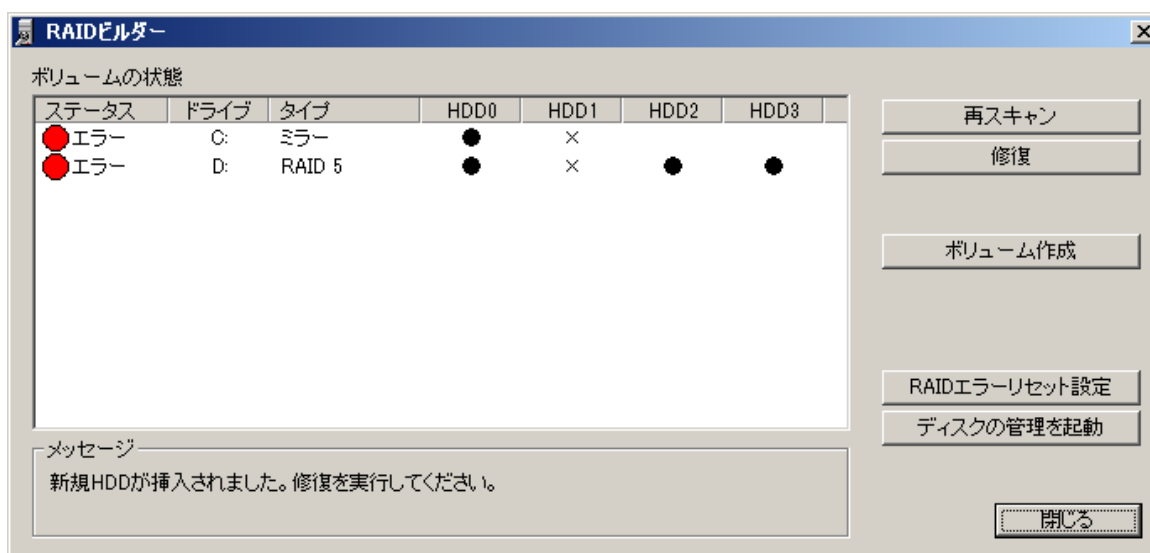 RAIDビルダー
ボリュームの状態
ステータス ドライブ タイプ HDD0 HDD1 HDD2 HDD3
エラー C: ミラー ● ×
エラー D: RAID 5 ● × ● ●
再スキャン
修復
ボリューム作成
RAIDエラーリセット設定
ディスクの管理を起動
メッセージ
新規HDDが挿入されました。修復を実行してください。
閉じる